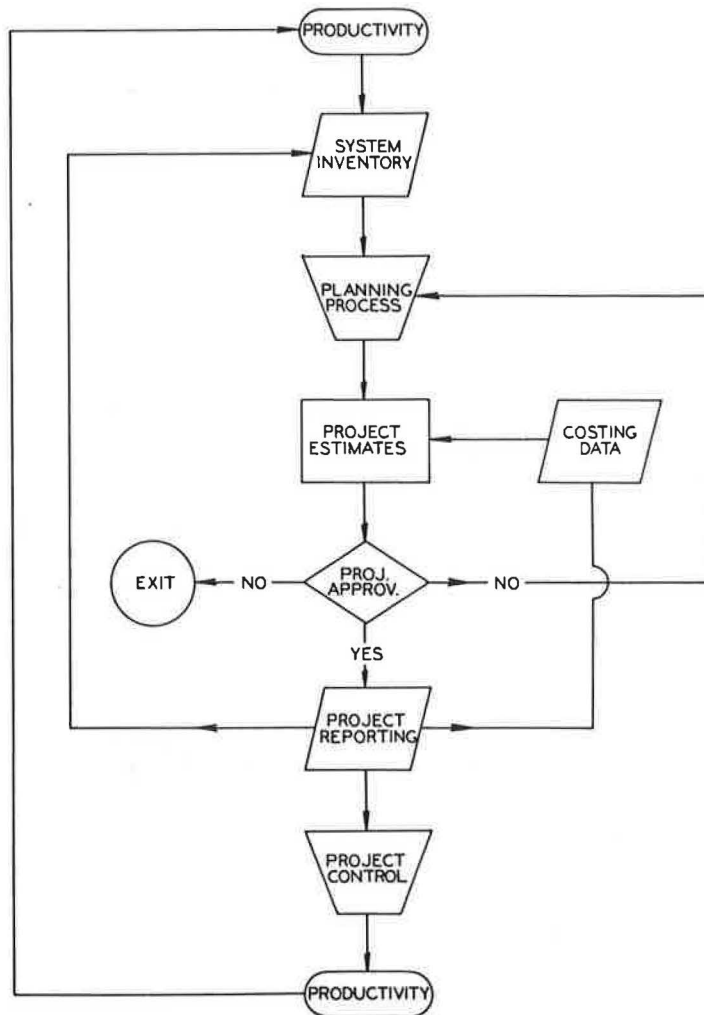 PRODUCTIVITY
SYSTEM
INVENTORY
PLANNING
PROCESS
PROJECT
ESTIMATES
COSTING
DATA
EXIT
NO
PROJ.
APPROV.
NO
YES
PROJECT
REPORTING
PROJECT
CONTROL
PRODUCTIVITY